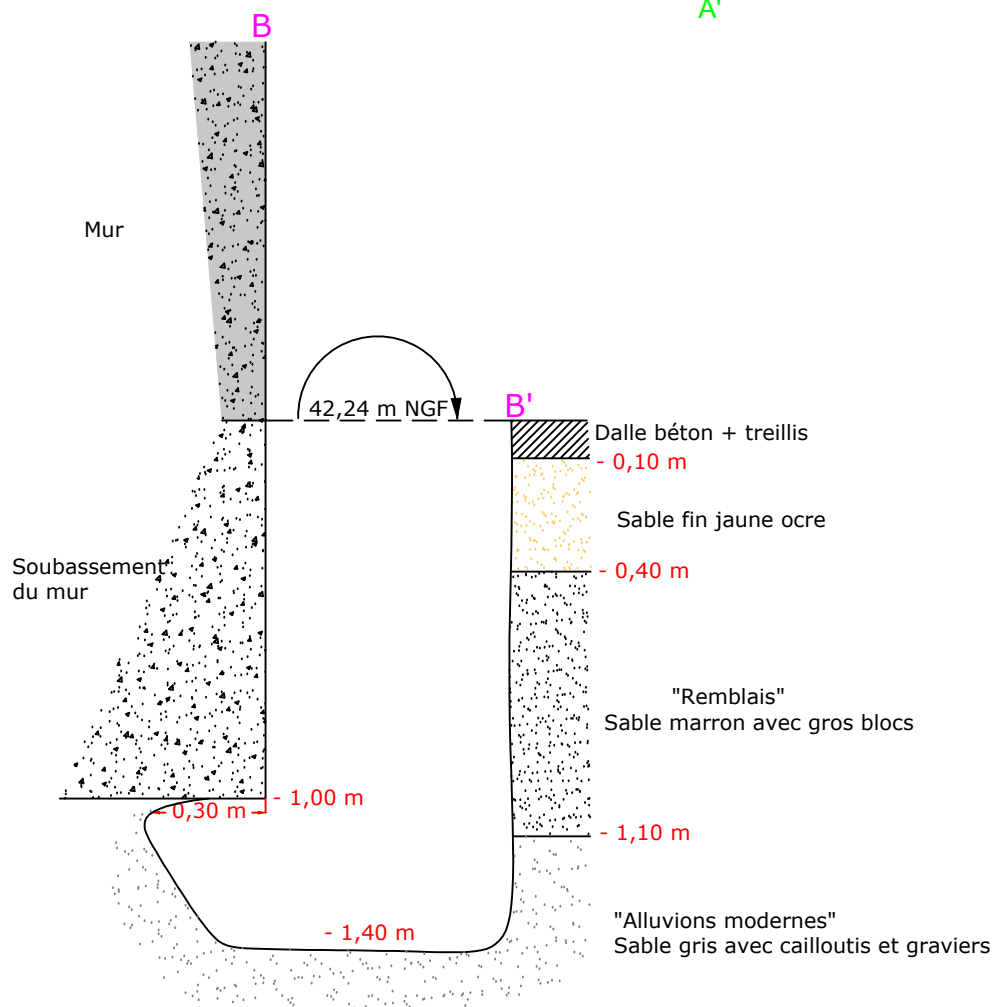 A'
B
Mur
42,24 m NGF
B'
Dalle béton + treillis
- 0,10 m
Sable fin jaune ocre
Soubassement
du mur
- 0,40 m
"Remblais"
Sable marron avec gros blocs
- 1,00 m
0,30 m
- 1,10 m
"Alluvions modernes"
Sable gris avec cailloutis et graviers
- 1,40 m